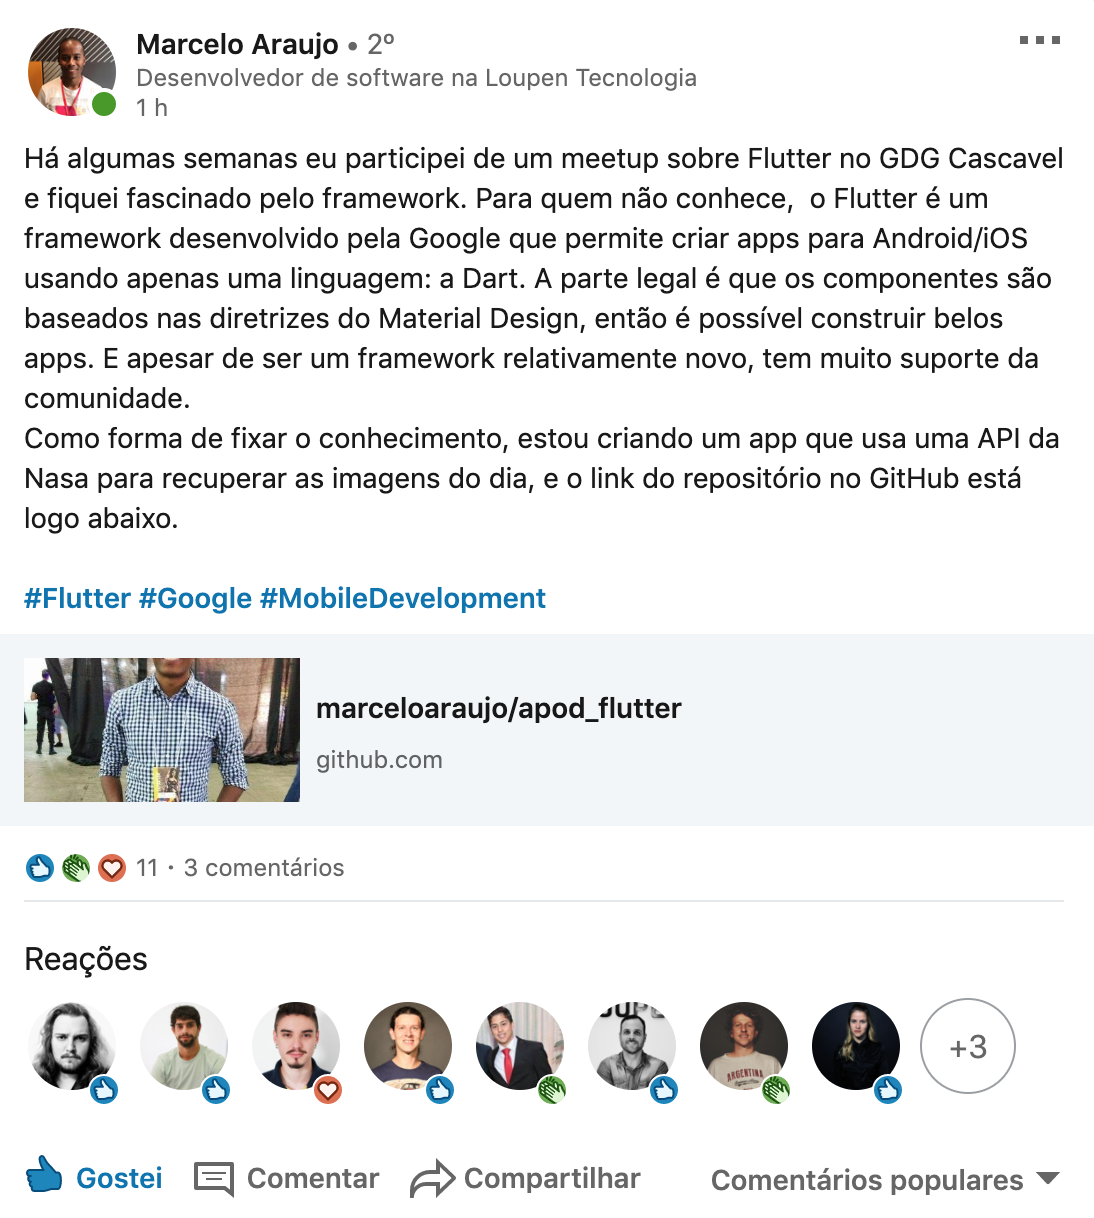 Marcelo Araujo • 2º
Desenvolvedor de software na Loupen Tecnologia
1 h
Há algumas semanas eu participei de um meetup sobre Flutter no GDG Cascavel
e fiquei fascinado pelo framework. Para quem não conhece,  o Flutter é um
framework desenvolvido pela Google que permite criar apps para Android/iOS
usando apenas uma linguagem: a Dart. A parte legal é que os componentes são
baseados nas diretrizes do Material Design, então é possível construir belos
apps. E apesar de ser um framework relativamente novo, tem muito suporte da
comunidade.
Como forma de fixar o conhecimento, estou criando um app que usa uma API da
Nasa para recuperar as imagens do dia, e o link do repositório no GitHub está
logo abaixo.
#Flutter #Google #MobileDevelopment
marceloaraujo/apod_flutter
github.com
11 · 3 comentários
Reações
ARGENTINA
+3
Gostei Comentar Compartilhar Comentários populares